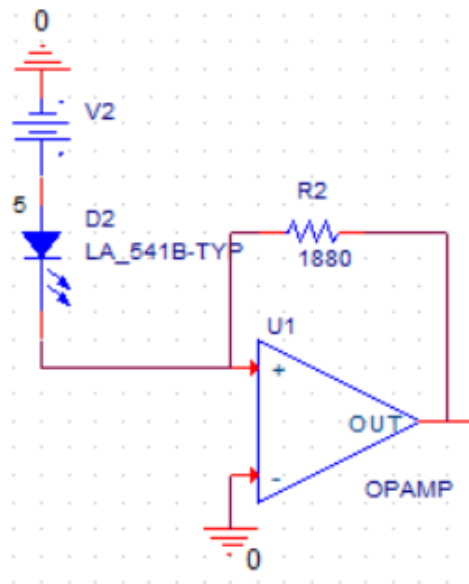 0
V2
5
D2
LA_541B-TYP
R2
1880
U1
+
OUT
-
OPAMP
0